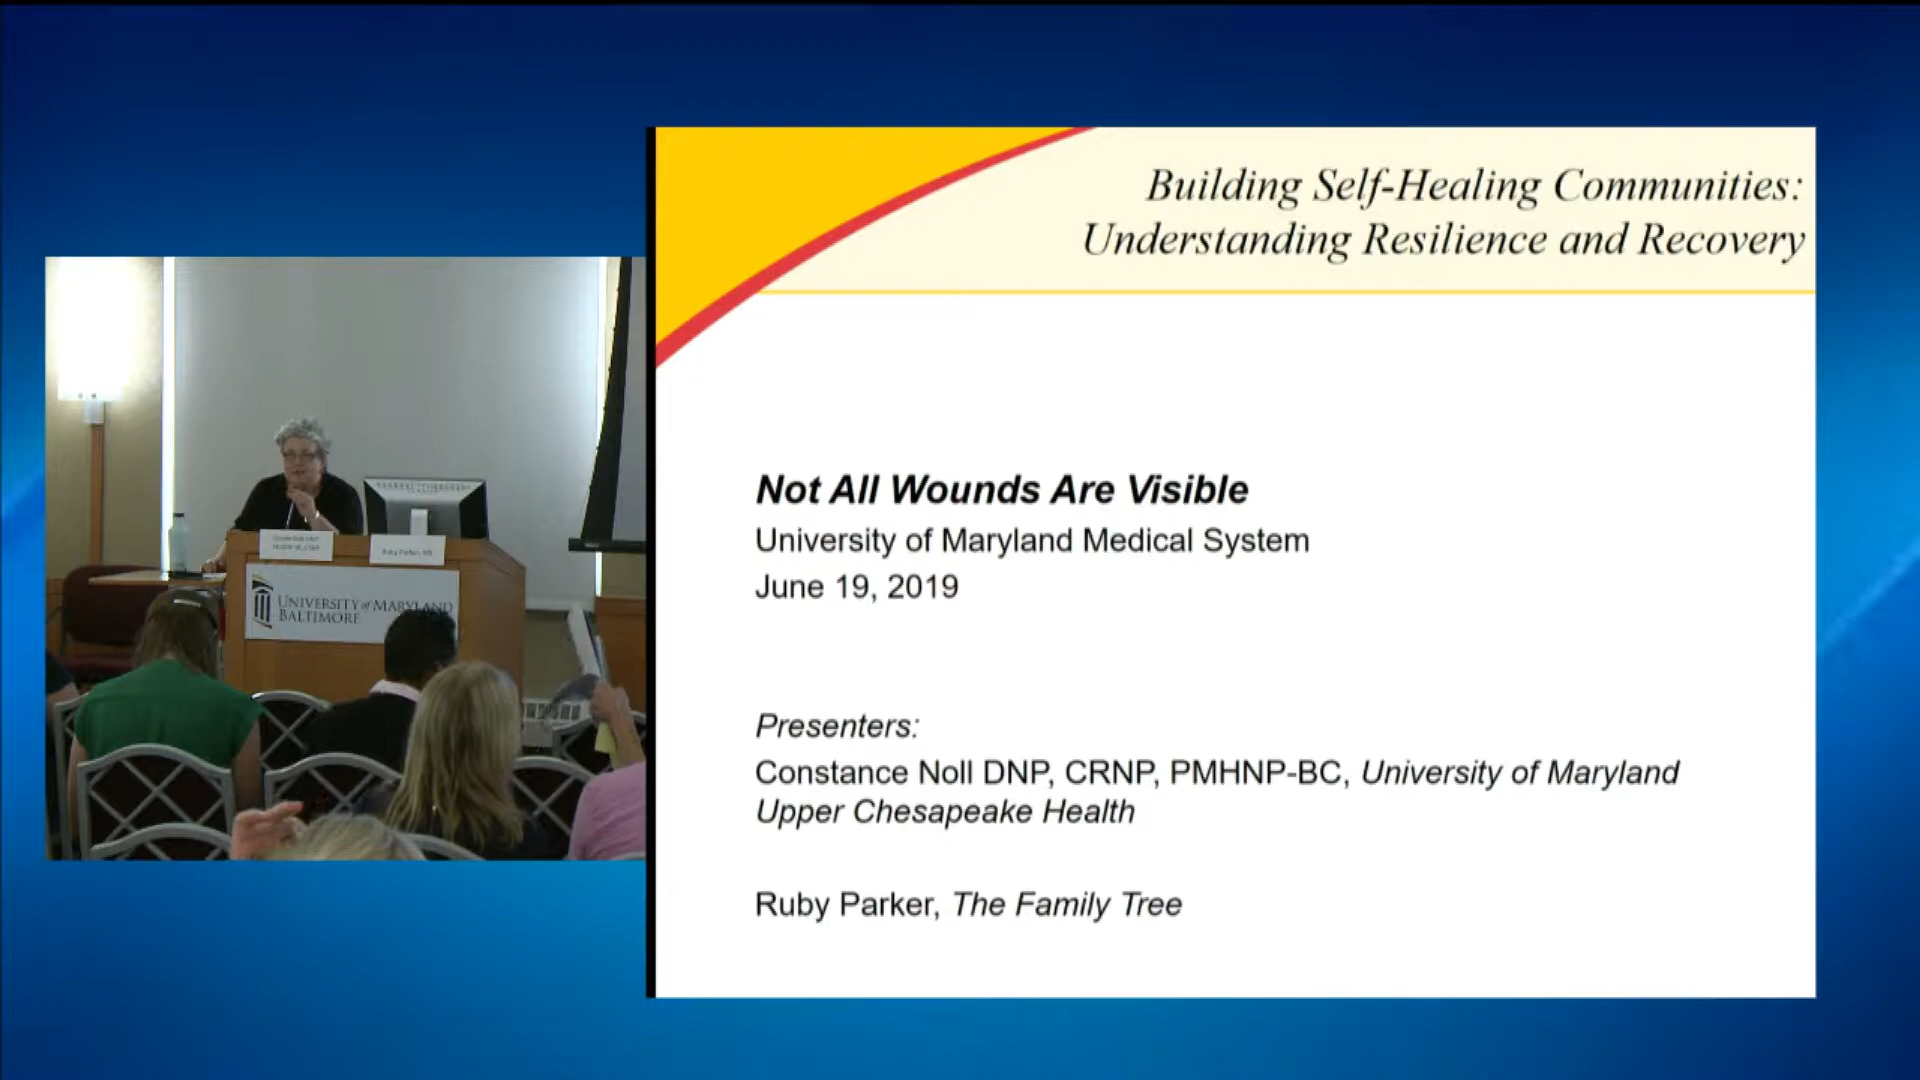 Building Self-Healing Communities:
Understanding Resilience and Recovery
Not All Wounds Are Visible
University of Maryland Medical System
June 19, 2019
Presenters:
Constance Noll DNP, CRNP, PMHNP-BC, University of Maryland
Upper Chesapeake Health
Ruby Parker, The Family Tree
Ruby Parker,
UNIVERSITY of MARYLAND
BALTIMORE